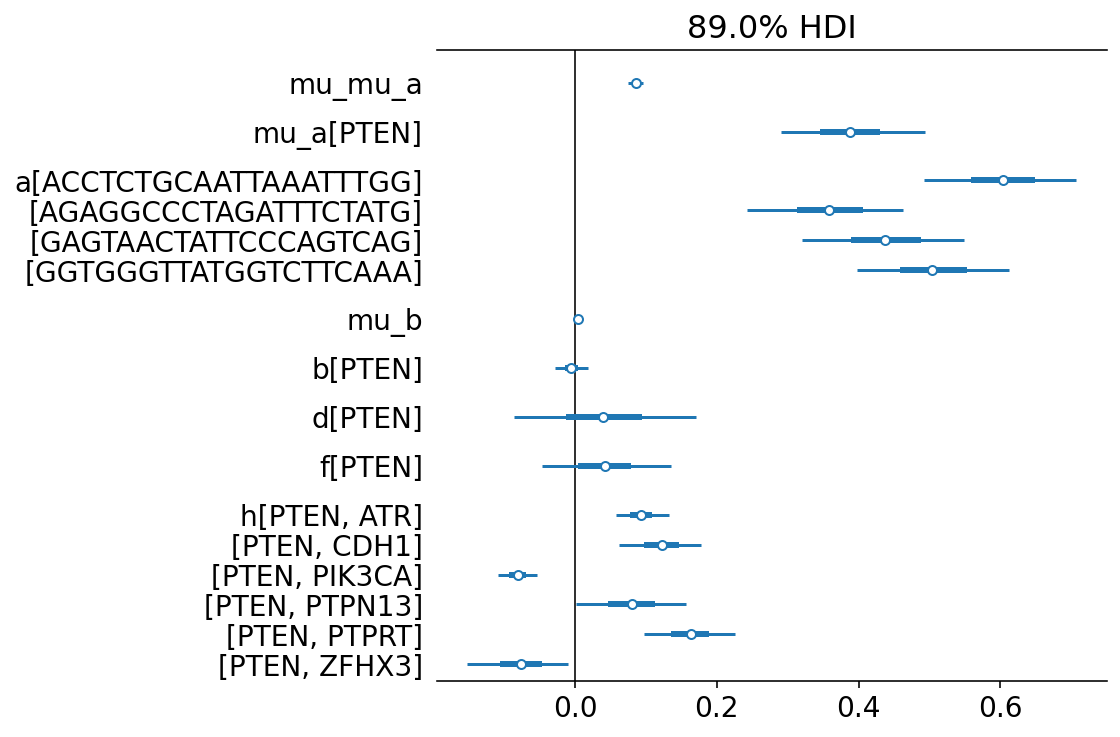 89.0% HDI
mu_mu_a
mu_a[PTEN]
a[ACCTCTGCAATTAAATTTGG]
[AGAGGCCCTAGATTTCTATG]
[GAGTAACTATTCCCAGTCAG]
[GGTGGGTTATGGTCTTCAAA]
mu_b
b[PTEN]
d[PTEN]
f[PTEN]
h[PTEN, ATR]
[PTEN, CDH1]
[PTEN, PIK3CA]
[PTEN, PTPN13]
[PTEN, PTPRT]
[PTEN, ZFHX3]
0.0 0.2 0.4 0.6